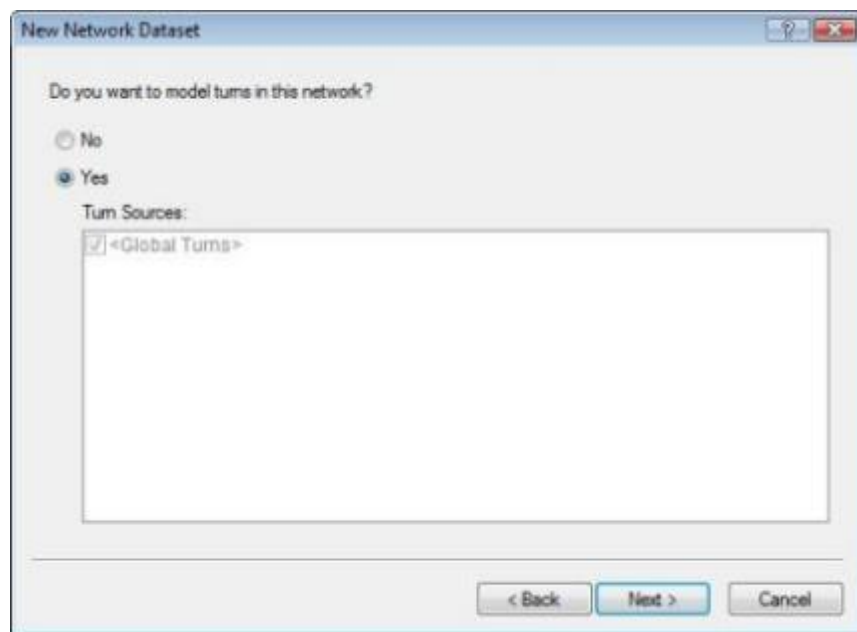 New Network Dataset
Do you want to model turns in this network?
No
Yes
Turn Sources:
<Global Turns>
< Back
Next >
Cancel